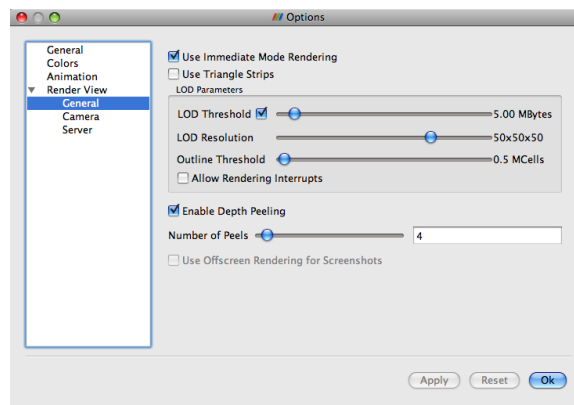 Options
General
Colors
Animation
Render View
General
Camera
Server
Use Immediate Mode Rendering
Use Triangle Strips
LOD Parameters
LOD Threshold 5.00 MBytes
LOD Resolution 50x50x50
Outline Threshold 0.5 MCells
Allow Rendering Interrupts
Enable Depth Peeling
Number of Peels 4
Use Offscreen Rendering for Screenshots
Apply Reset Ok